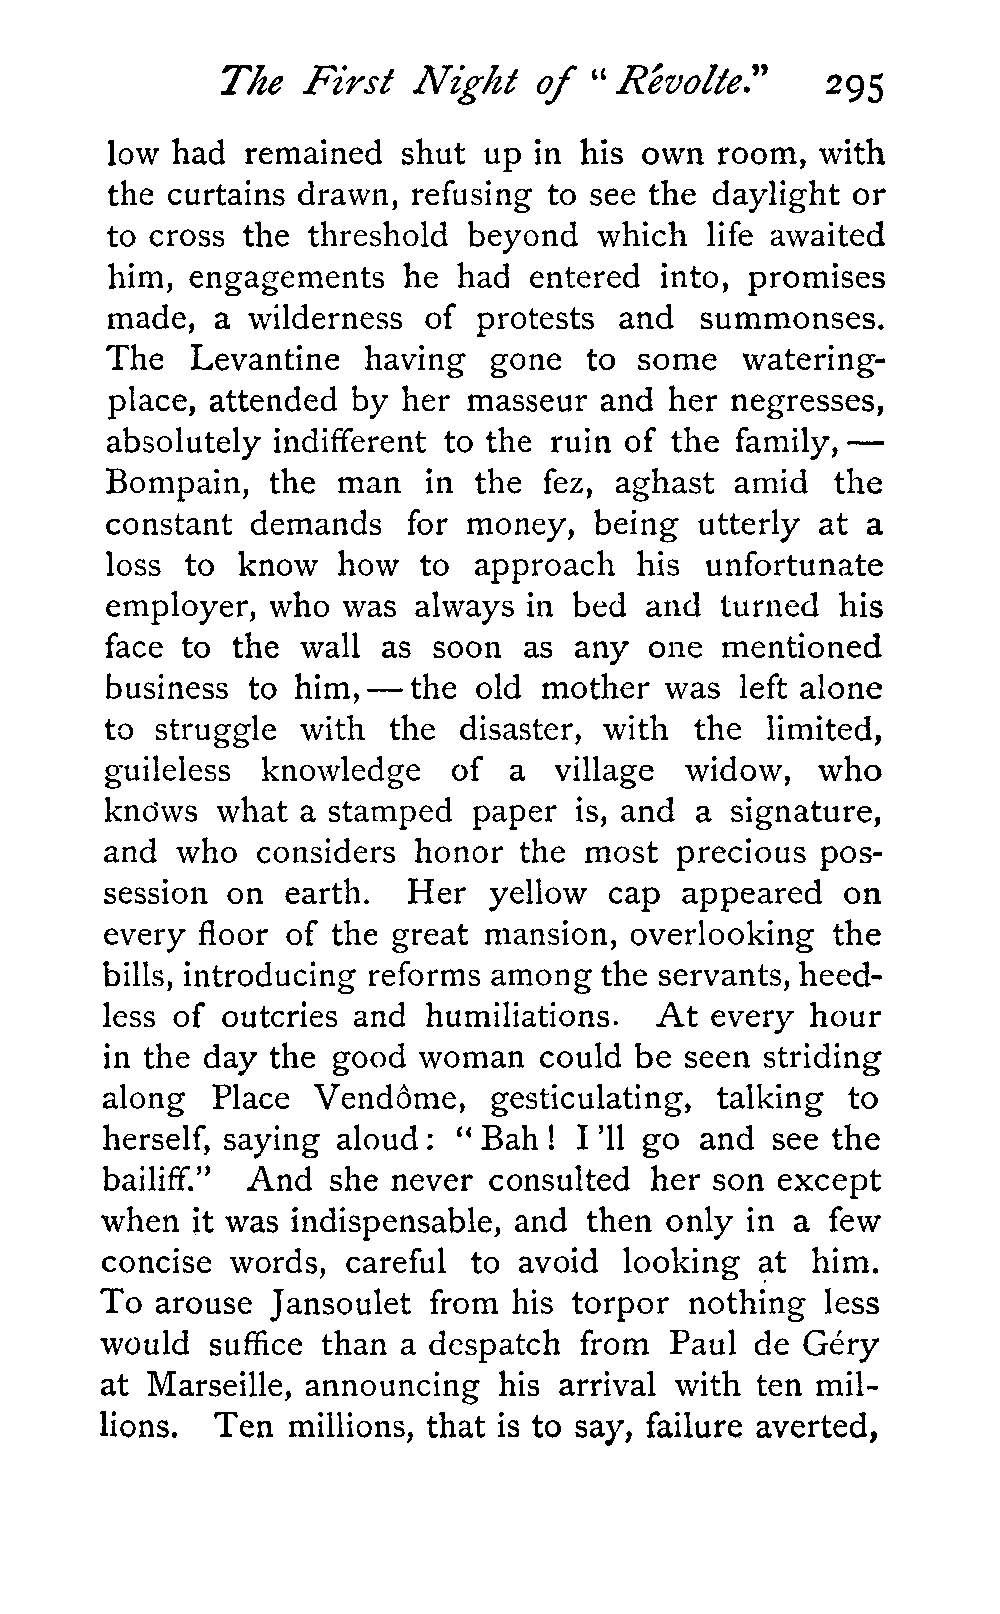 The First Night of "Révolte." 295
low had remained shut up in his own room, with
the curtains drawn, refusing to see the daylight or
to cross the threshold beyond which life awaited
him, engagements he had entered into, promises
made, a wilderness of protests and summonses.
The Levantine having gone to some watering-
place, attended by her masseur and her negresses,
absolutely indifferent to the ruin of the family, —
Bompain, the man in the fez, aghast amid the
constant demands for money, being utterly at a
loss to know how to approach his unfortunate
employer, who was always in bed and turned his
face to the wall as soon as any one mentioned
business to him, — the old mother was left alone
to struggle with the disaster, with the limited,
guileless knowledge of a village widow, who
knows what a stamped paper is, and a signature,
and who considers honor the most precious pos-
session on earth. Her yellow cap appeared on
every floor of the great mansion, overlooking the
bills, introducing reforms among the servants, heed-
less of outcries and humiliations. At every hour
in the day the good woman could be seen striding
along Place Vendôme, gesticulating, talking to
herself, saying aloud: "Bah! I 'll go and see the
bailiff." And she never consulted her son except
when it was indispensable, and then only in a few
concise words, careful to avoid looking at him.
To arouse Jansoulet from his torpor nothing less
would suffice than a despatch from Paul de Géry
at Marseille, announcing his arrival with ten mil-
lions. Ten millions, that is to say, failure averted,